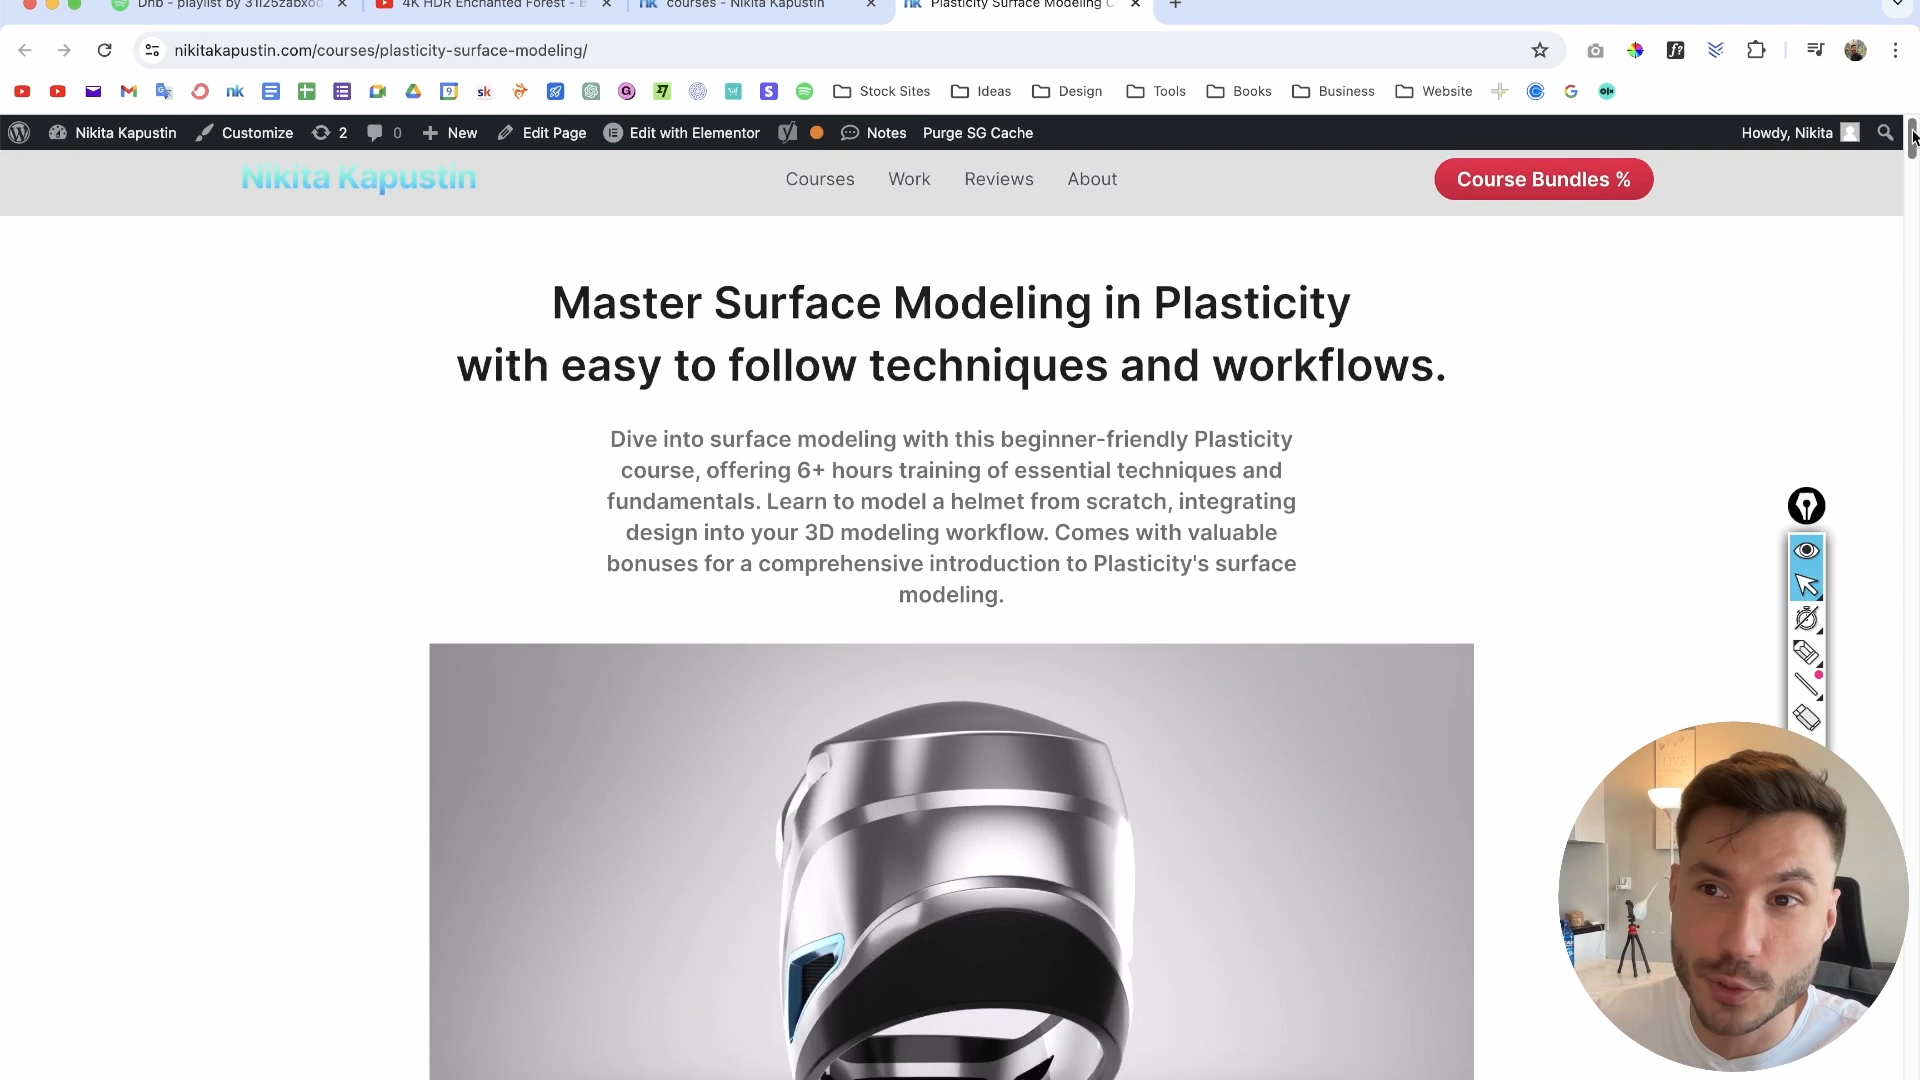 Dnb - playlist by 31l25zabxod
4K HDR Enchanted Forest - B
courses - Nikita Kapustin
Plasticity Surface Modeling C
nikitakapustin.com/courses/plasticity-surface-modeling/
Stock Sites
Ideas
Design
Tools
Books
Business
Website
Nikita Kapustin
Customize
2
0
New
Edit Page
Edit with Elementor
Notes
Purge SG Cache
Howdy, Nikita
Nikita Kapustin
Courses
Work
Reviews
About
Course Bundles %
Master Surface Modeling in Plasticity
with easy to follow techniques and workflows.
Dive into surface modeling with this beginner-friendly Plasticity
course, offering 6+ hours training of essential techniques and
fundamentals. Learn to model a helmet from scratch, integrating
design into your 3D modeling workflow. Comes with valuable
bonuses for a comprehensive introduction to Plasticity's surface
modeling.